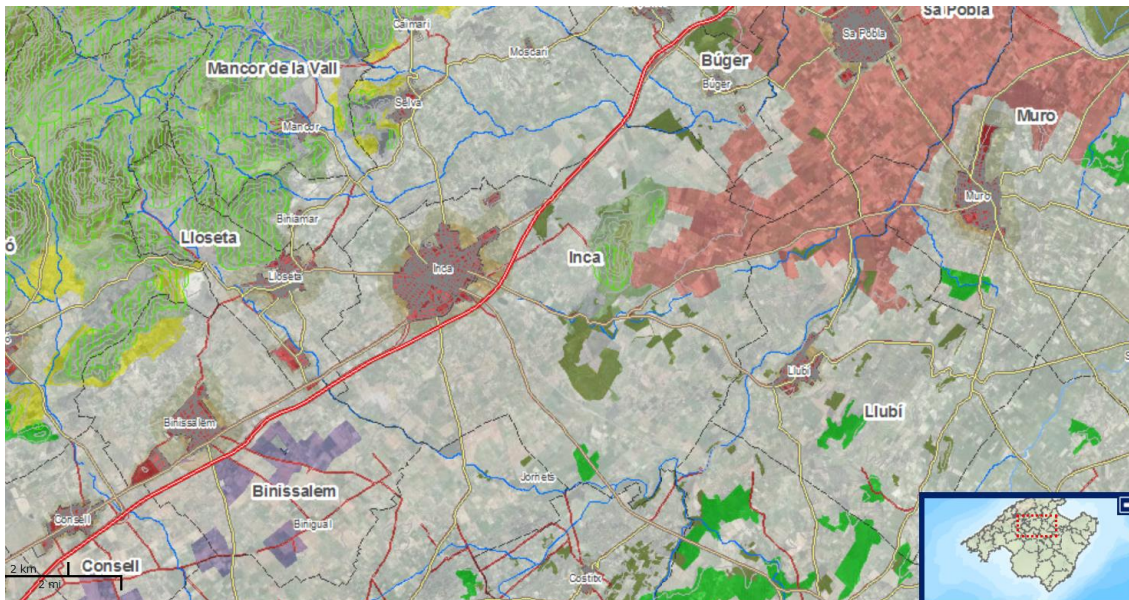 Sa Pobla
Caimari
Sa Pobla
Moscari
Búger
Mancor de la Vall
Búger
Selva
Muro
Mancor
Muro
Biniamar
Lloseta
ó
Inca
Inca
Lloseta
Llubí
Llubí
Binissalem
Jornets
Binissalem
Consell
Binigual
Consell
2 km
2 mi
Costitx